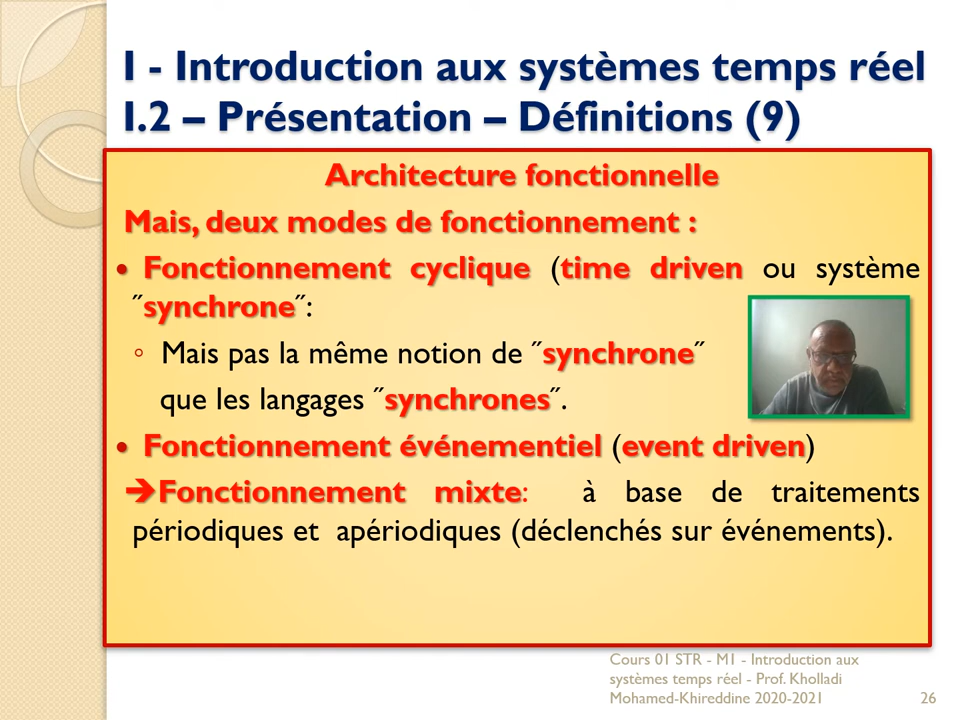 I - Introduction aux systèmes temps réel
I.2 – Présentation – Définitions (9)
Architecture fonctionnelle
Mais, deux modes de fonctionnement :
• Fonctionnement cyclique (time driven ou système
˝synchrone˝:
◦ Mais pas la même notion de ˝synchrone˝
que les langages ˝synchrones˝.
• Fonctionnement événementiel (event driven)
➔Fonctionnement mixte: à base de traitements
périodiques et apériodiques (déclenchés sur événements).
Cours 01 STR - M1 - Introduction aux
systèmes temps réel - Prof. Kholladi
Mohamed-Khireddine 2020-2021
26